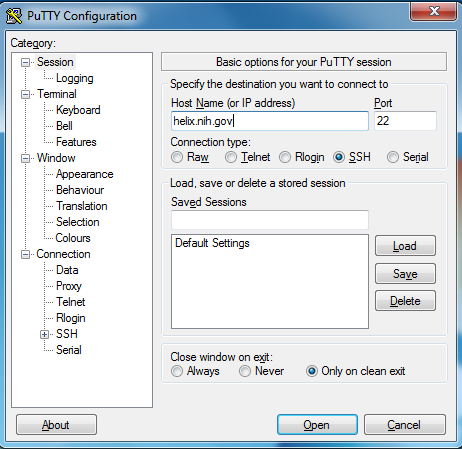 PuTTY Configuration
Category:
Session
Logging
Terminal
Keyboard
Bell
Features
Window
Appearance
Behaviour
Translation
Selection
Colours
Connection
Data
Proxy
Telnet
Rlogin
SSH
Serial
Basic options for your PuTTY session
Specify the destination you want to connect to
Host Name (or IP address) Port
helix.nih.gov 22
Connection type:
Raw Telnet Rlogin SSH Serial
Load, save or delete a stored session
Saved Sessions
Default Settings
Load
Save
Delete
Close window on exit:
Always Never Only on clean exit
About Open Cancel